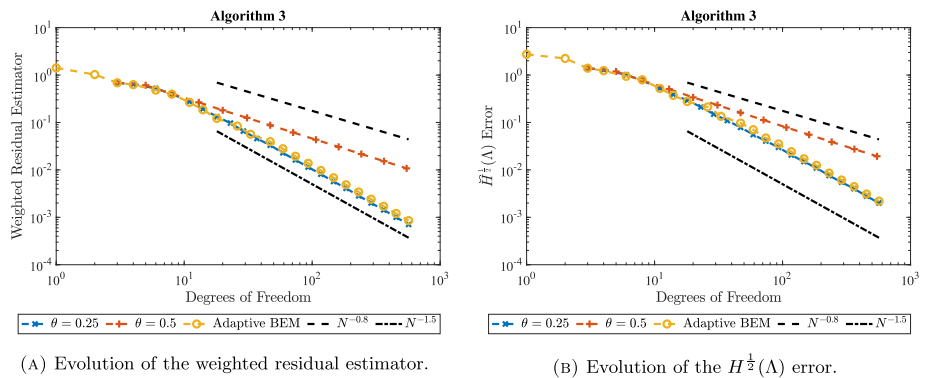 Algorithm 3
10^1
10^0
10^-1
10^-2
10^-3
10^-4
Weighted Residual Estimator
10^0
10^1
10^2
10^3
Degrees of Freedom
θ = 0.25
θ = 0.5
Adaptive BEM
N^-0.8
N^-1.5
(A) Evolution of the weighted residual estimator.
Algorithm 3
10^1
10^0
10^-1
10^-2
10^-3
10^-4
H̃^{1/2}(Λ) Error
10^0
10^1
10^2
10^3
Degrees of Freedom
θ = 0.25
θ = 0.5
Adaptive BEM
N^-0.8
N^-1.5
(B) Evolution of the H^{1/2}(Λ) error.